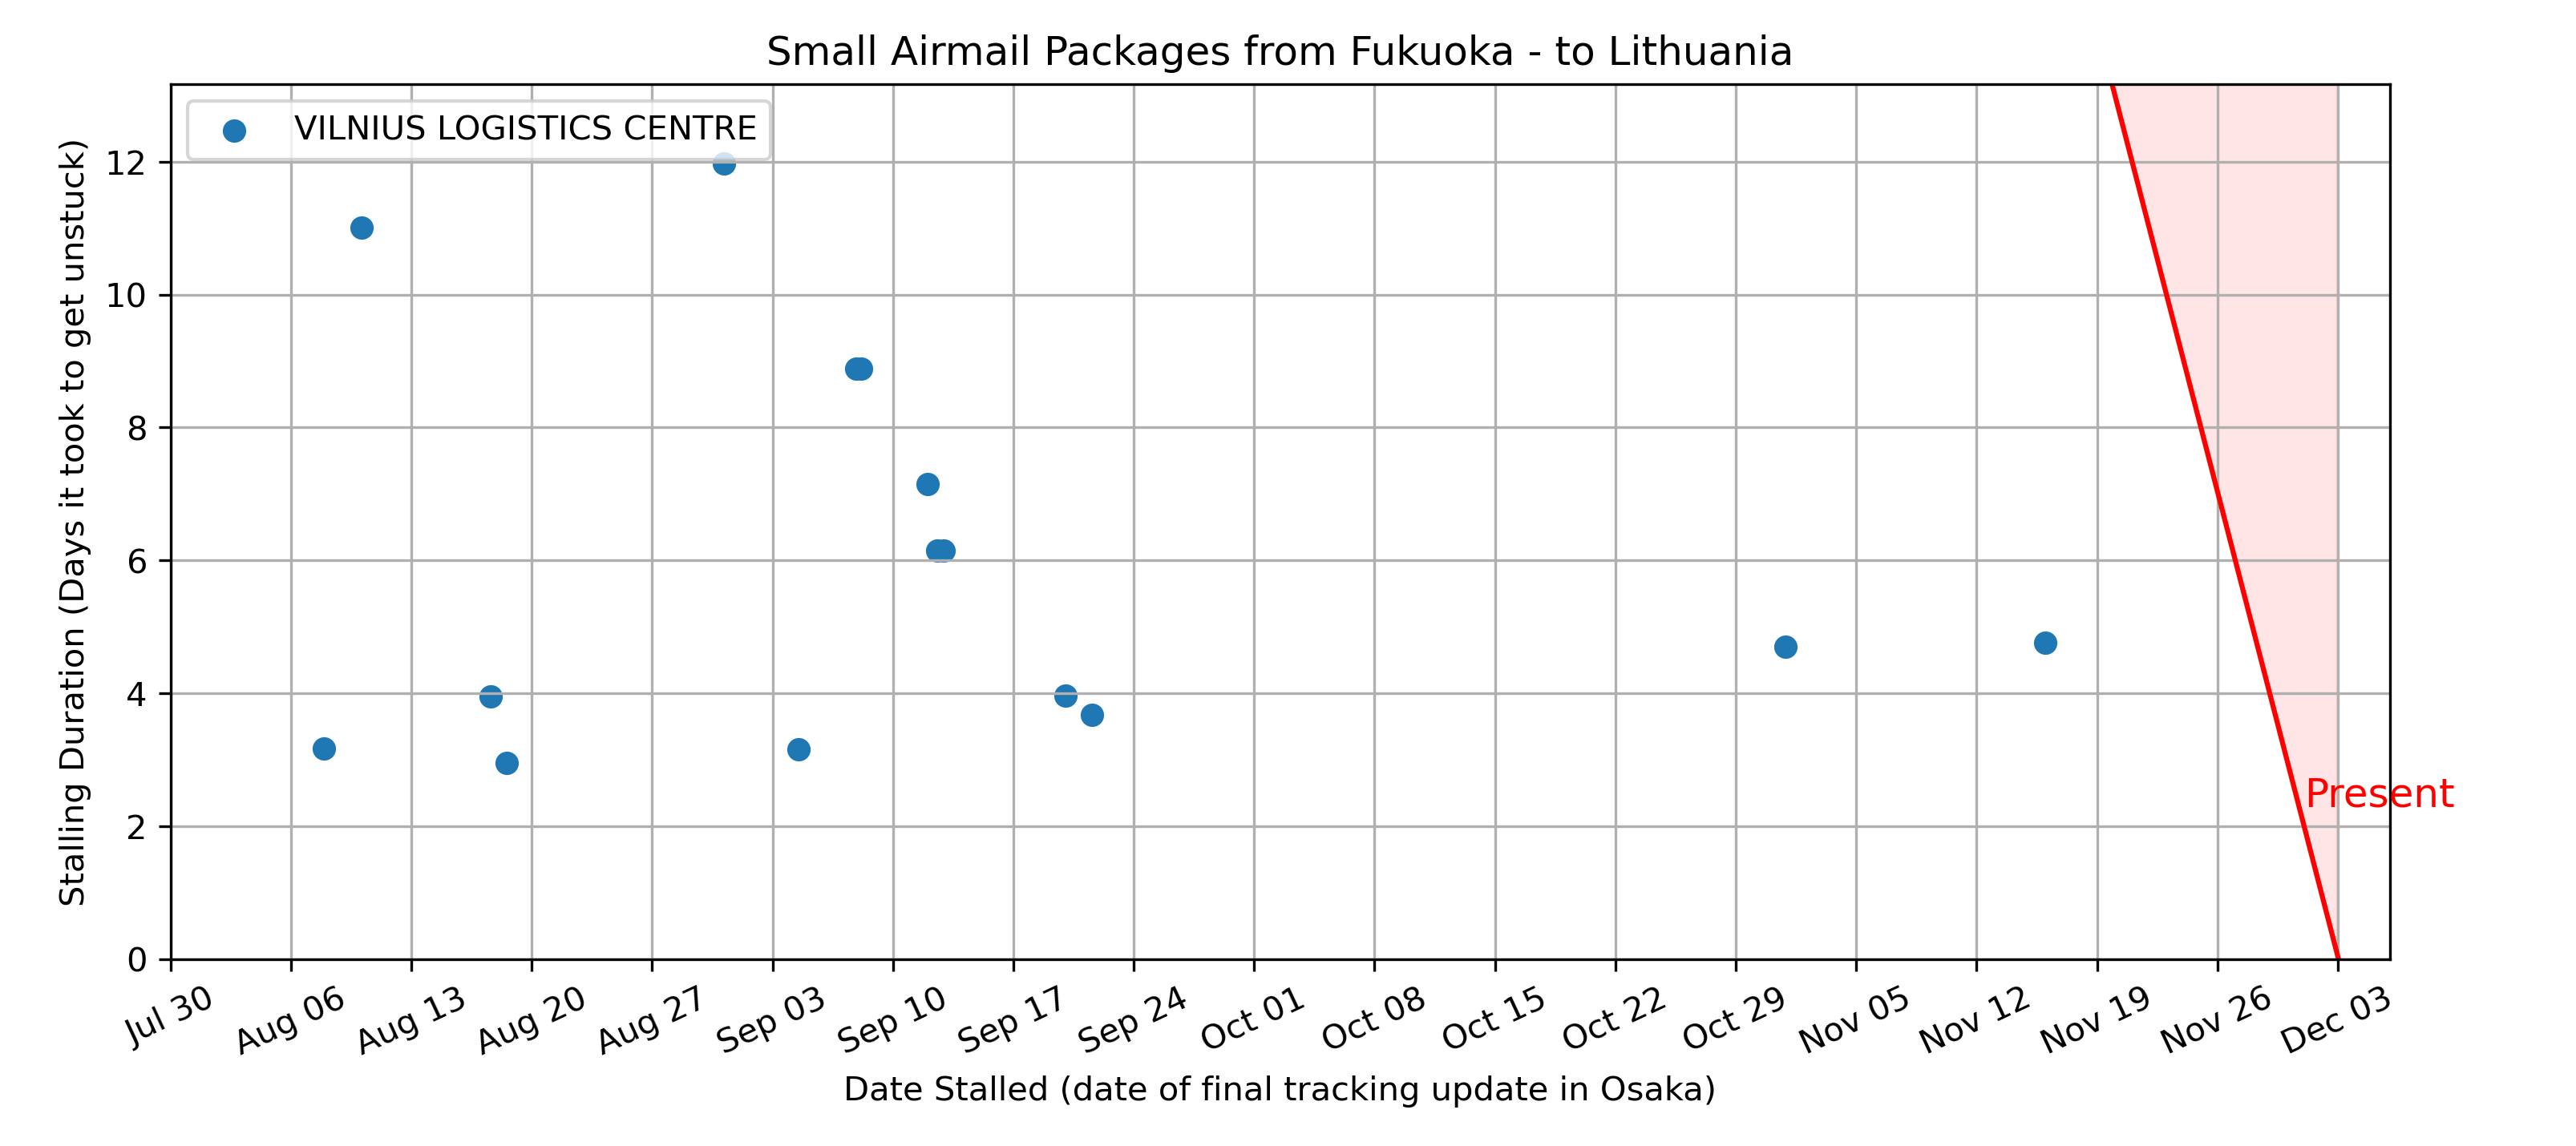 Small Airmail Packages from Fukuoka - to Lithuania
VILNIUS LOGISTICS CENTRE
Stalling Duration (Days it took to get unstuck)
12
10
8
6
4
2
0
Present
Jul 30
Aug 06
Aug 13
Aug 20
Aug 27
Sep 03
Sep 10
Sep 17
Sep 24
Oct 01
Oct 08
Oct 15
Oct 22
Oct 29
Nov 05
Nov 12
Nov 19
Nov 26
Dec 03
Date Stalled (date of final tracking update in Osaka)